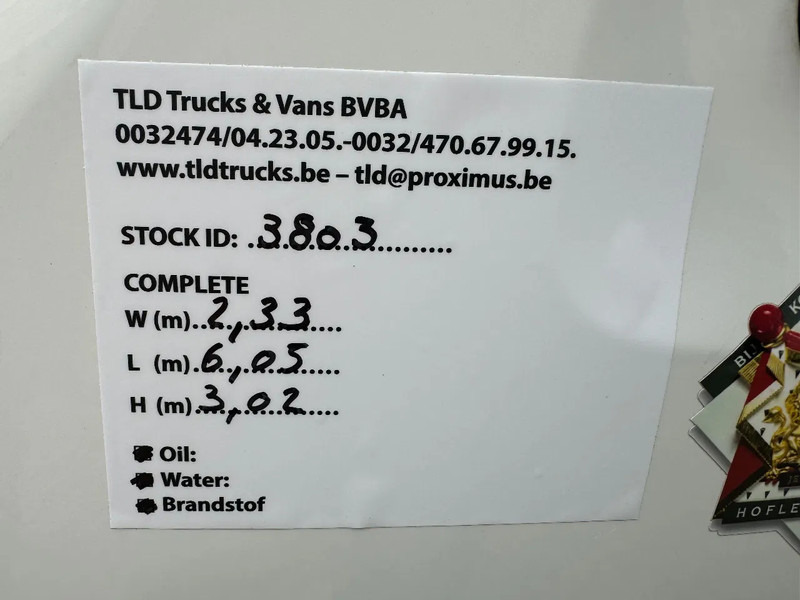 TLD Trucks & Vans BVBA
0032474/04.23.05.-0032/470.67.99.15.
www.tldtrucks.be – tld@proximus.be
STOCK ID: .3803..........
COMPLETE
W (m)..2,33....
L (m).6,05.....
H (m).3,02.....
Oil:
Water:
Brandstof
HOFLE